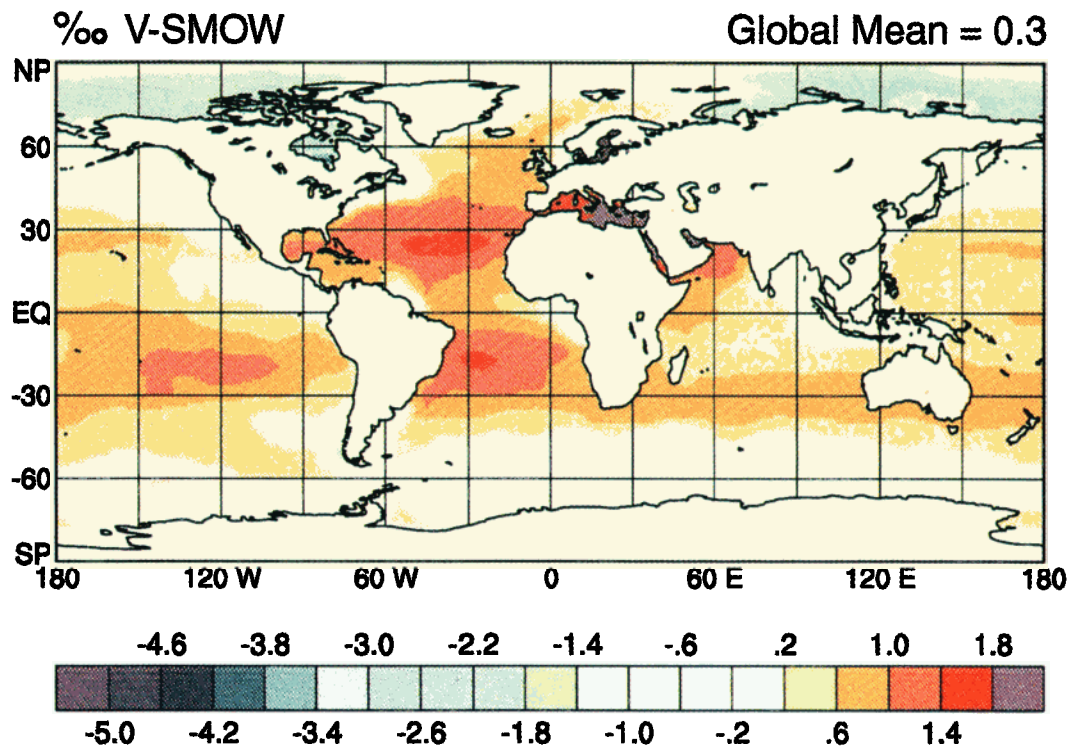 ‰ V-SMOW Global Mean = 0.3
NP
60
30
EQ
-30
-60
SP
180 120 W 60 W 0 60 E 120 E 180
-4.6 -3.8 -3.0 -2.2 -1.4 -.6 .2 1.0 1.8
-5.0 -4.2 -3.4 -2.6 -1.8 -1.0 -.2 .6 1.4